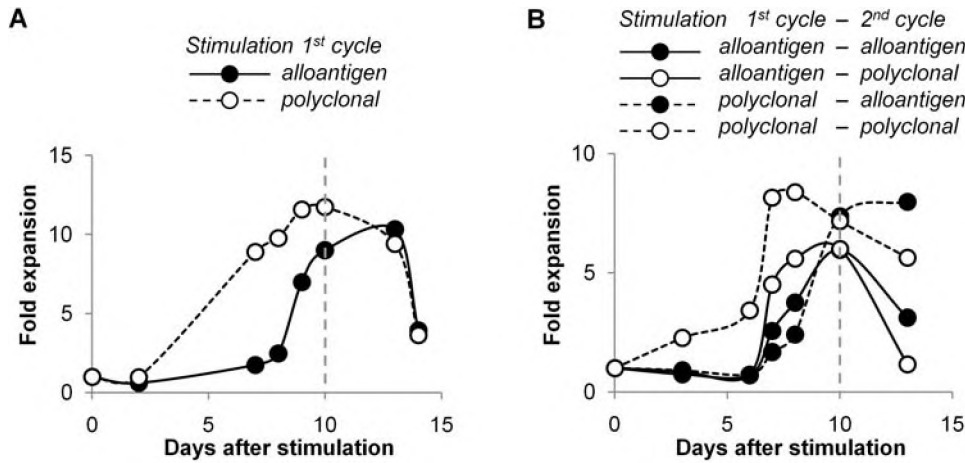 A
Stimulation 1st cycle
alloantigen
polyclonal
Fold expansion
15
10
5
0
0 5 10 15
Days after stimulation
B
Stimulation 1st cycle – 2nd cycle
alloantigen – alloantigen
alloantigen – polyclonal
polyclonal – alloantigen
polyclonal – polyclonal
Fold expansion
10
5
0
0 5 10 15
Days after stimulation